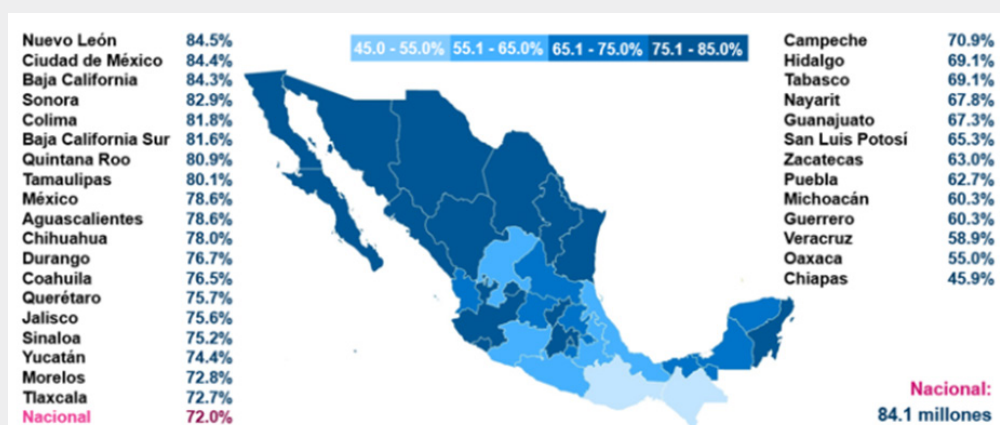 Nuevo León 84.5%
Ciudad de México 84.4%
Baja California 84.3%
Sonora 82.9%
Colima 81.8%
Baja California Sur 81.6%
Quintana Roo 80.9%
Tamaulipas 80.1%
México 78.6%
Aguascalientes 78.6%
Chihuahua 78.0%
Durango 76.7%
Coahuila 76.5%
Querétaro 75.7%
Jalisco 75.6%
Sinaloa 75.2%
Yucatán 74.4%
Morelos 72.8%
Tlaxcala 72.7%
Nacional 72.0%
45.0 - 55.0% 55.1 - 65.0% 65.1 - 75.0% 75.1 - 85.0%
Campeche 70.9%
Hidalgo 69.1%
Tabasco 69.1%
Nayarit 67.8%
Guanajuato 67.3%
San Luis Potosí 65.3%
Zacatecas 63.0%
Puebla 62.7%
Michoacán 60.3%
Guerrero 60.3%
Veracruz 58.9%
Oaxaca 55.0%
Chiapas 45.9%
Nacional:
84.1 millones